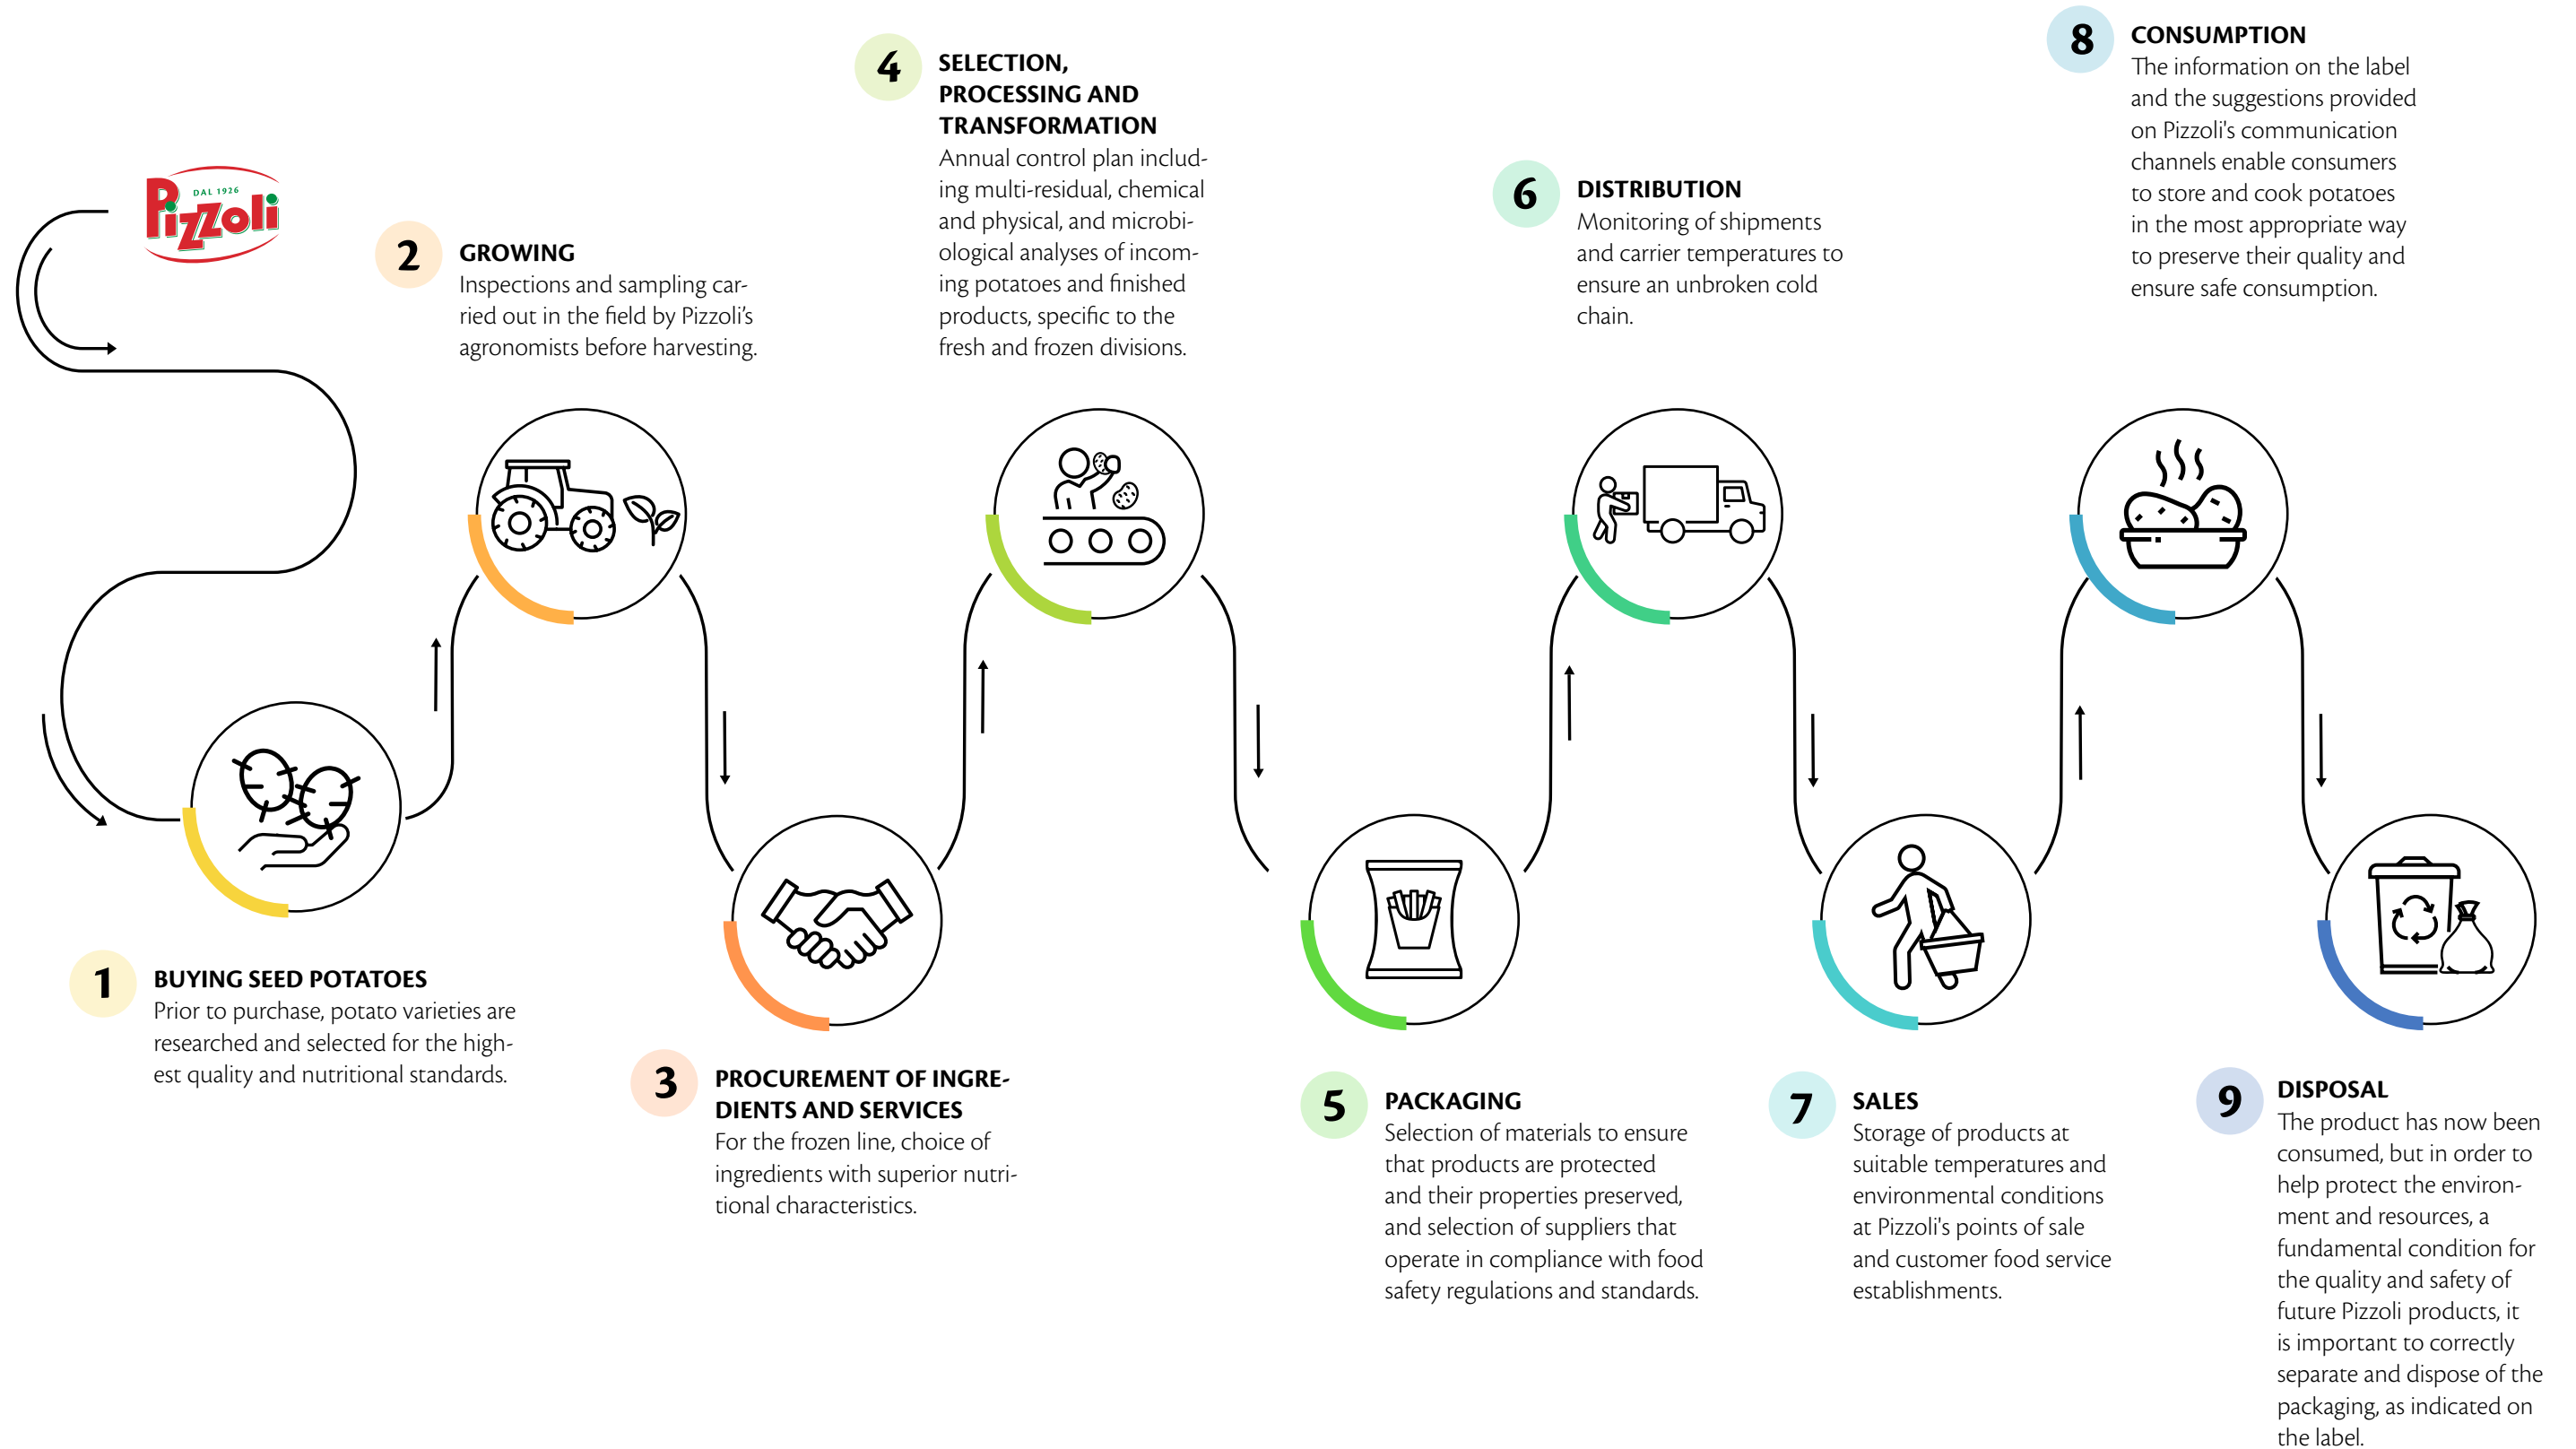 DAL 1926
Pizzoli
1
BUYING SEED POTATOES
Prior to purchase, potato varieties are
researched and selected for the high-
est quality and nutritional standards.
2
GROWING
Inspections and sampling car-
ried out in the field by Pizzoli’s
agronomists before harvesting.
3
PROCUREMENT OF INGRE-
DIENTS AND SERVICES
For the frozen line, choice of
ingredients with superior nutri-
tional characteristics.
4
SELECTION,
PROCESSING AND
TRANSFORMATION
Annual control plan includ-
ing multi-residual, chemical
and physical, and microbi-
ological analyses of incom-
ing potatoes and finished
products, specific to the
fresh and frozen divisions.
5
PACKAGING
Selection of materials to ensure
that products are protected
and their properties preserved,
and selection of suppliers that
operate in compliance with food
safety regulations and standards.
6
DISTRIBUTION
Monitoring of shipments
and carrier temperatures to
ensure an unbroken cold
chain.
7
SALES
Storage of products at
suitable temperatures and
environmental conditions
at Pizzoli's points of sale
and customer food service
establishments.
8
CONSUMPTION
The information on the label
and the suggestions provided
on Pizzoli's communication
channels enable consumers
to store and cook potatoes
in the most appropriate way
to preserve their quality and
ensure safe consumption.
9
DISPOSAL
The product has now been
consumed, but in order to
help protect the environ-
ment and resources, a
fundamental condition for
the quality and safety of
future Pizzoli products, it
is important to correctly
separate and dispose of the
packaging, as indicated on
the label.